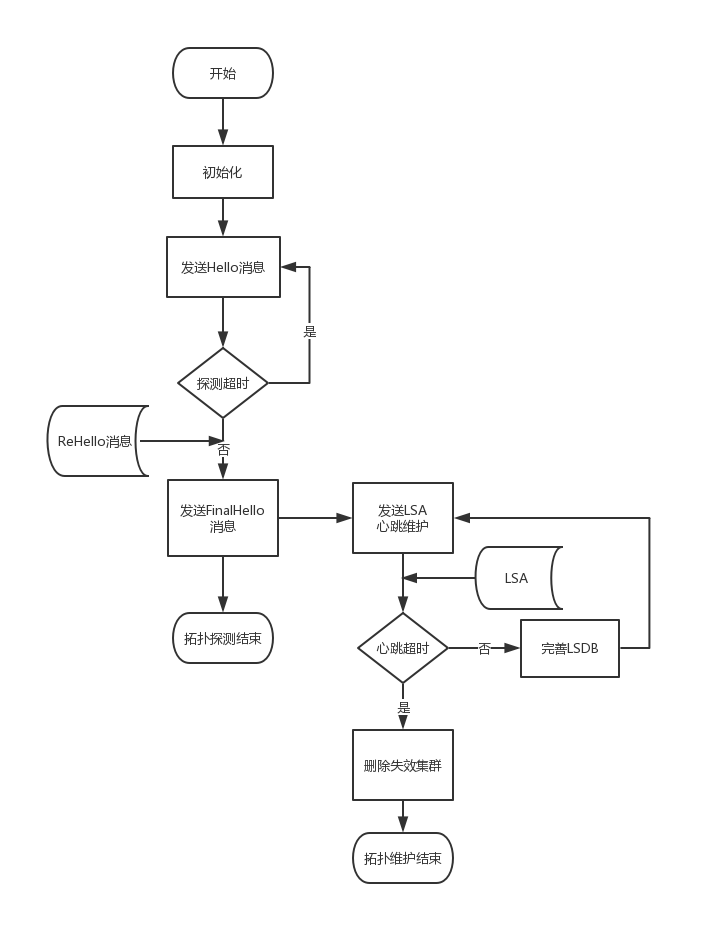 开始
初始化
发送Hello消息
是
探测超时
ReHello消息
否
发送FinalHello
消息
发送LSA
心跳维护
LSA
拓扑探测结束
心跳超时
否
完善LSDB
是
删除失效集群
拓扑维护结束